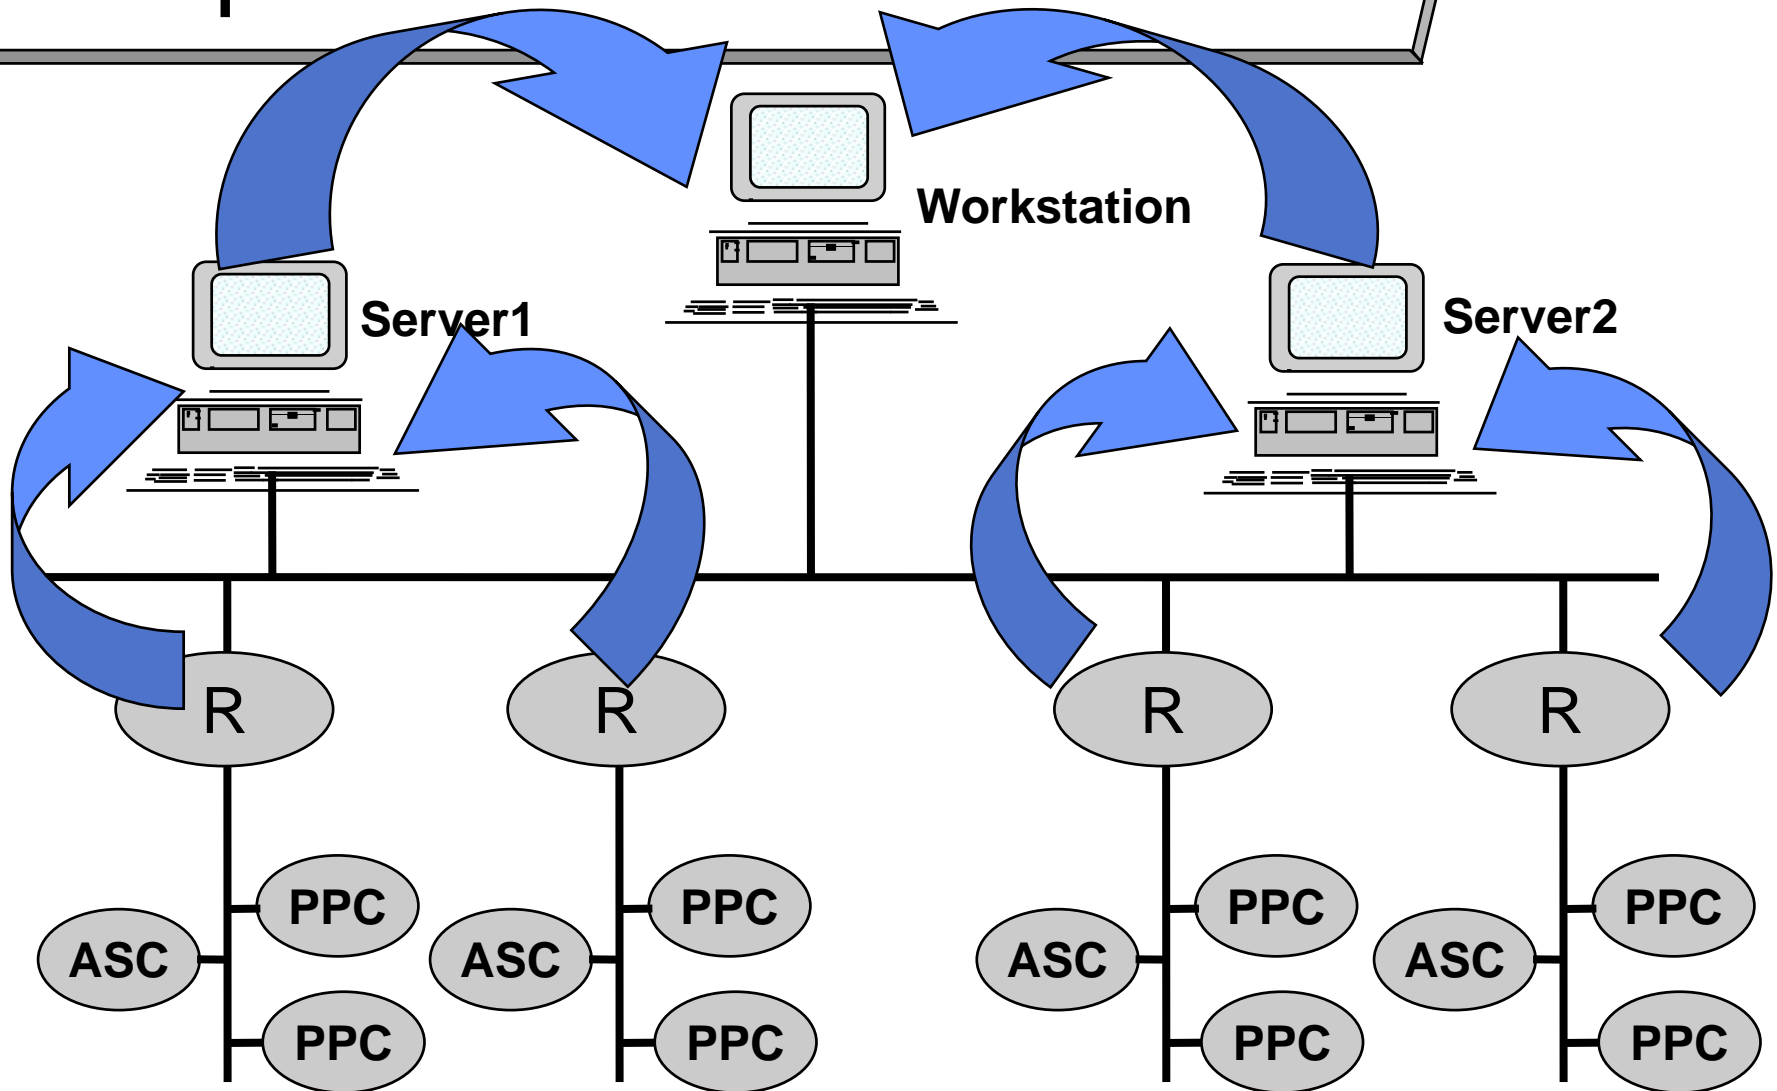 Workstation
Server1
Server2
R R R R
PPC PPC PPC PPC
ASC ASC ASC ASC
PPC PPC PPC PPC